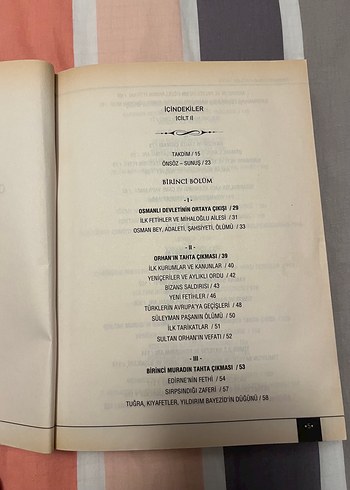 İÇİNDEKİLER
(CİLT I)
TAKDİM / 15
ÖNSÖZ – SUNUŞ / 23
BİRİNCİ BÖLÜM
- I -
OSMANLI DEVLETİNİN ORTAYA ÇIKIŞI / 29
İLK FETİHLER VE MİHALOĞLU AİLESİ / 31
OSMAN BEY, ADALETİ, ŞAHSİYETİ, ÖLÜMÜ / 33
- II -
ORHAN'IN TAHTA ÇIKMASI / 39
İLK KURUMLAR VE KANUNLAR / 40
YENİÇERİLER VE AYLIKLI ORDU / 42
BİZANS SALDIRISI / 43
YENİ FETİHLER / 46
TÜRKLERİN AVRUPA'YA GEÇİŞLERİ / 48
SÜLEYMAN PAŞANIN ÖLÜMÜ / 50
İLK TARİKATLAR / 51
SULTAN ORHAN'IN VEFATI / 52
- III -
BİRİNCİ MURADIN TAHTA ÇIKMASI / 53
EDİRNE'NİN FETHİ / 54
SIRPSINDIĞI ZAFERİ / 57
TUĞRA, KIYAFETLER, YILDIRIM BAYEZID'IN DÜĞÜNÜ / 58